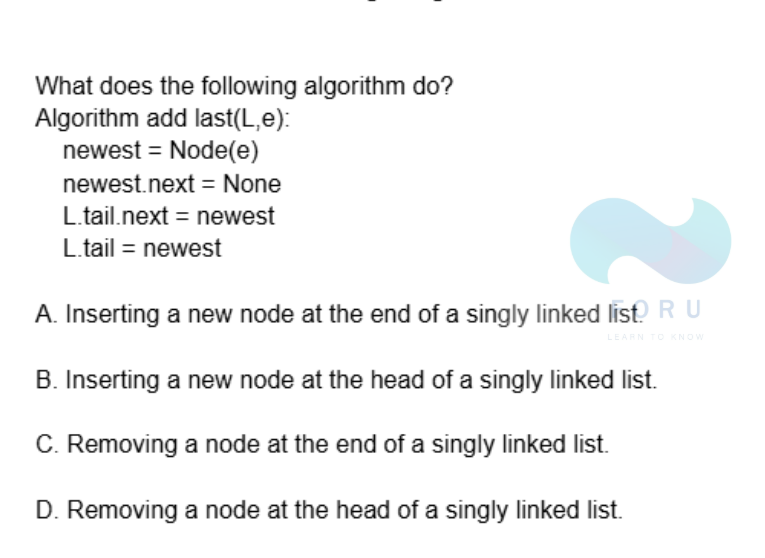 What does the following algorithm do?
Algorithm add last(L,e):
newest = Node(e)
newest.next = None
L.tail.next = newest
L.tail = newest
A. Inserting a new node at the end of a singly linked list.
FORU
LEARN TO KNOW
B. Inserting a new node at the head of a singly linked list.
C. Removing a node at the end of a singly linked list.
D. Removing a node at the head of a singly linked list.